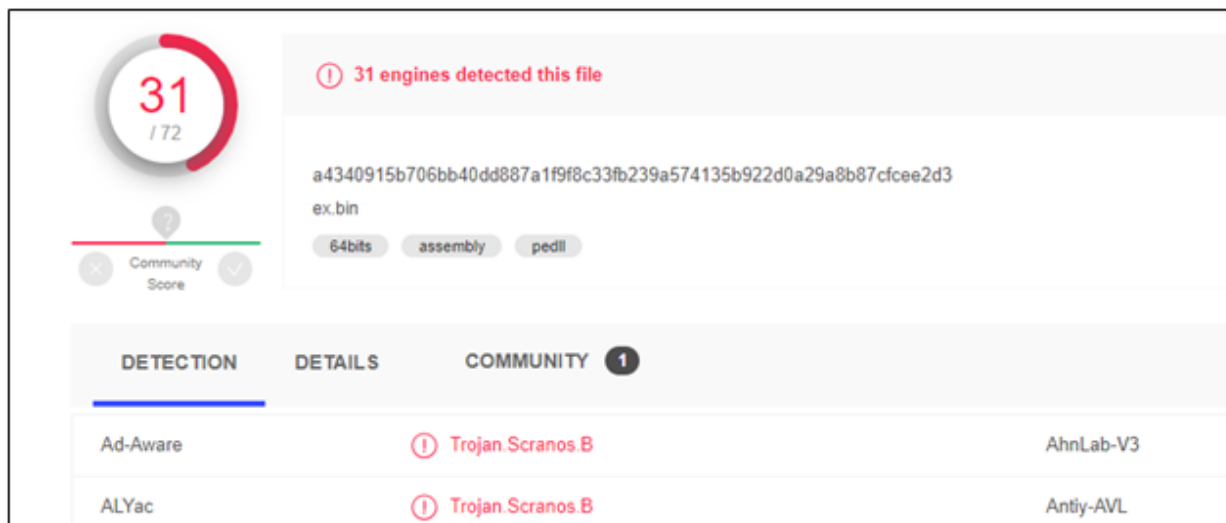 31
/ 72
31 engines detected this file
a4340915b706bb40dd887a1f9f8c33fb239a574135b922d0a29a8b87cfcee2d3
ex.bin
64bits assembly pedll
?
Community
Score
DETECTION DETAILS COMMUNITY 1
Ad-Aware Trojan.Scranos.B AhnLab-V3
ALYac Trojan.Scranos.B Antiy-AVL